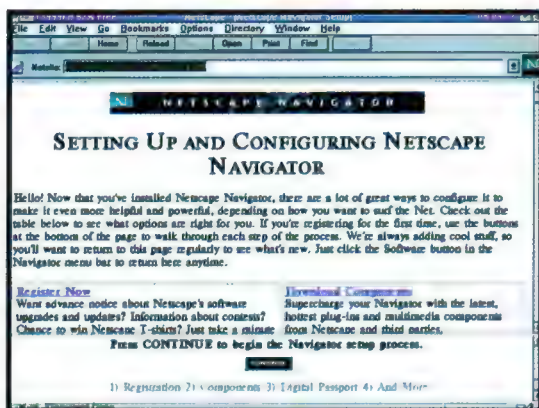 Netscape - [Netscape Navigator Setup]
File Edit View Go Bookmarks Options Directory Window Help
Home Reload Open Print Find
NETSCAPE NAVIGATOR
SETTING UP AND CONFIGURING NETSCAPE
NAVIGATOR
Hello! Now that you've installed Netscape Navigator, there are a lot of great ways to configure it to
make it even more helpful and powerful, depending on how you want to surf the Net. Check out the
table below to see what options are right for you. If you're registering for the first time, use the buttons
at the bottom of the page to walk through each step of the process. We're always adding cool stuff, so
you'll want to return to this page regularly to see what's new. Just click the Software button in the
Navigator menu bar to return here anytime.
Register Now
Want advance notice about Netscape's software
upgrades and updates? Information about contests?
Chance to win Netscape T-shirts? Just take a minute
Download Components
Supercharge your Navigator with the latest,
hottest plug-ins and multimedia components
from Netscape and third parties.
Press CONTINUE to begin the Navigator setup process.
1) Registration 2) Components 3) Digital Passport 4) And More